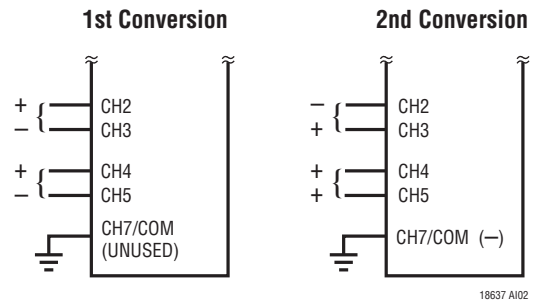 1st Conversion
+ { CH2
– CH3
+ { CH4
– CH5
CH7/COM
(UNUSED)
2nd Conversion
– { CH2
+ CH3
+ { CH4
+ CH5
CH7/COM (–)
18637 AI02